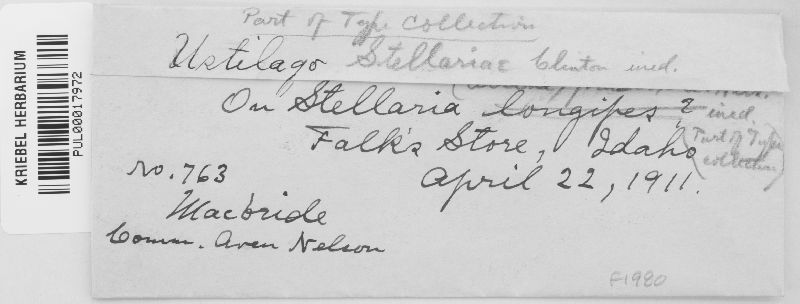 KRIEBEL HERBARIUM
PUL00017972
Part of Type Collection
Ustilago Stellariae Clinton ined.
On Stellaria longipes ? ined.
Falk's Store, Idaho (Part of Type collection)
April 22, 1911.
No. 763
Macbride
Comm. Aven Nelson
F1980